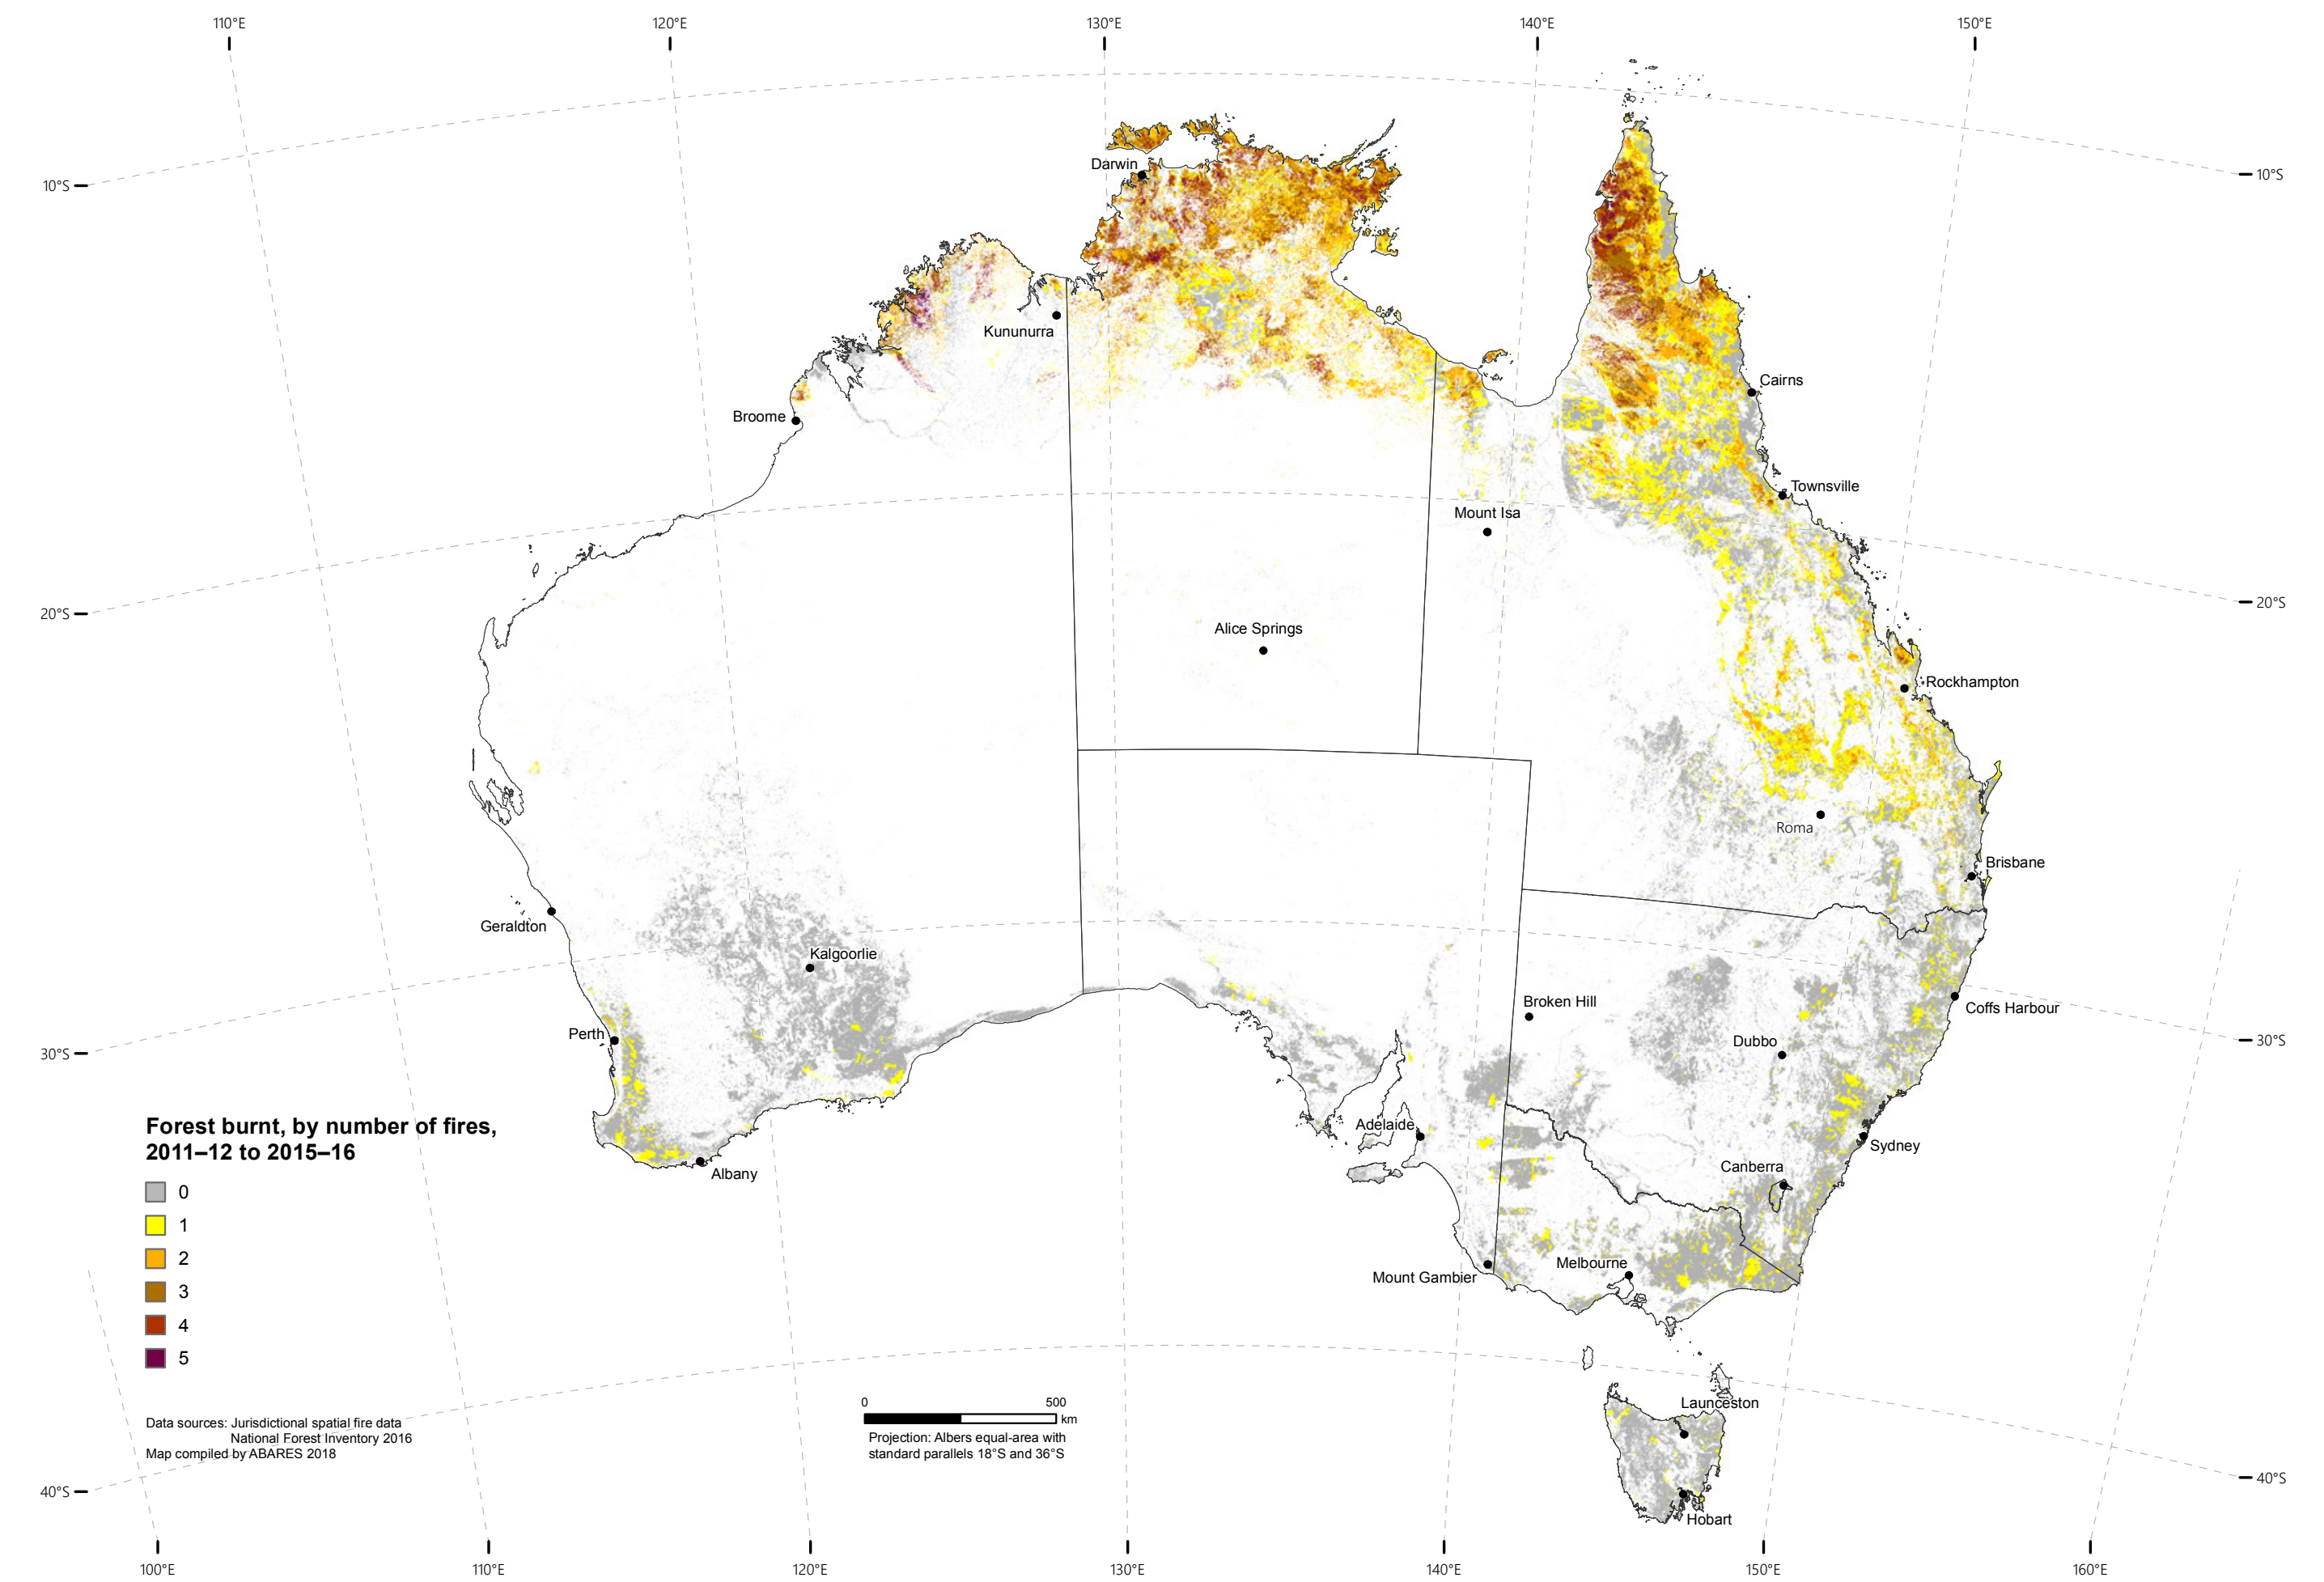 110°E 120°E 130°E 140°E 150°E
Darwin
10°S 10°S
Kununurra
Cairns
Broome
Townsville
Mount Isa
20°S 20°S
Alice Springs
Rockhampton
Roma
Brisbane
Geraldton
Kalgoorlie
Broken Hill
Coffs Harbour
Perth
Dubbo
30°S 30°S
Forest burnt, by number of fires,
2011–12 to 2015–16
Adelaide
Sydney
Albany
Canberra
0
1
2
3
4
5
Melbourne
Mount Gambier
Launceston
0 500
km
Data sources: Jurisdictional spatial fire data
National Forest Inventory 2016
Map compiled by ABARES 2018
Projection: Albers equal-area with
standard parallels 18°S and 36°S
40°S 40°S
Hobart
100°E 110°E 120°E 130°E 140°E 150°E 160°E